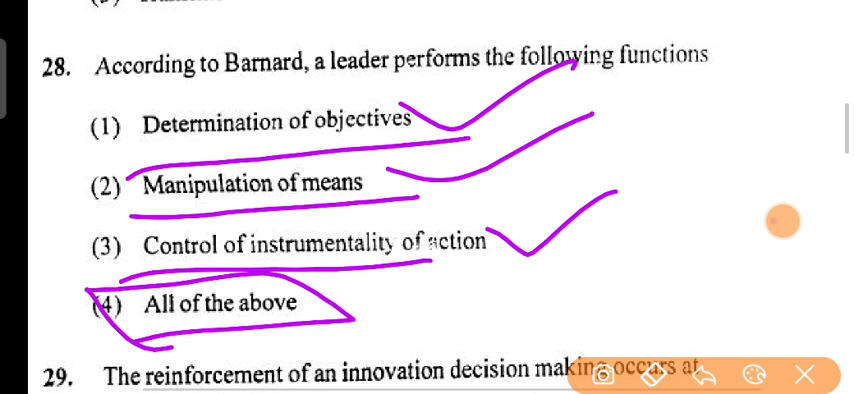 28. According to Barnard, a leader performs the following functions
(1) Determination of objectives
(2) Manipulation of means
(3) Control of instrumentality of action
(4) All of the above
29. The reinforcement of an innovation decision making occurs at